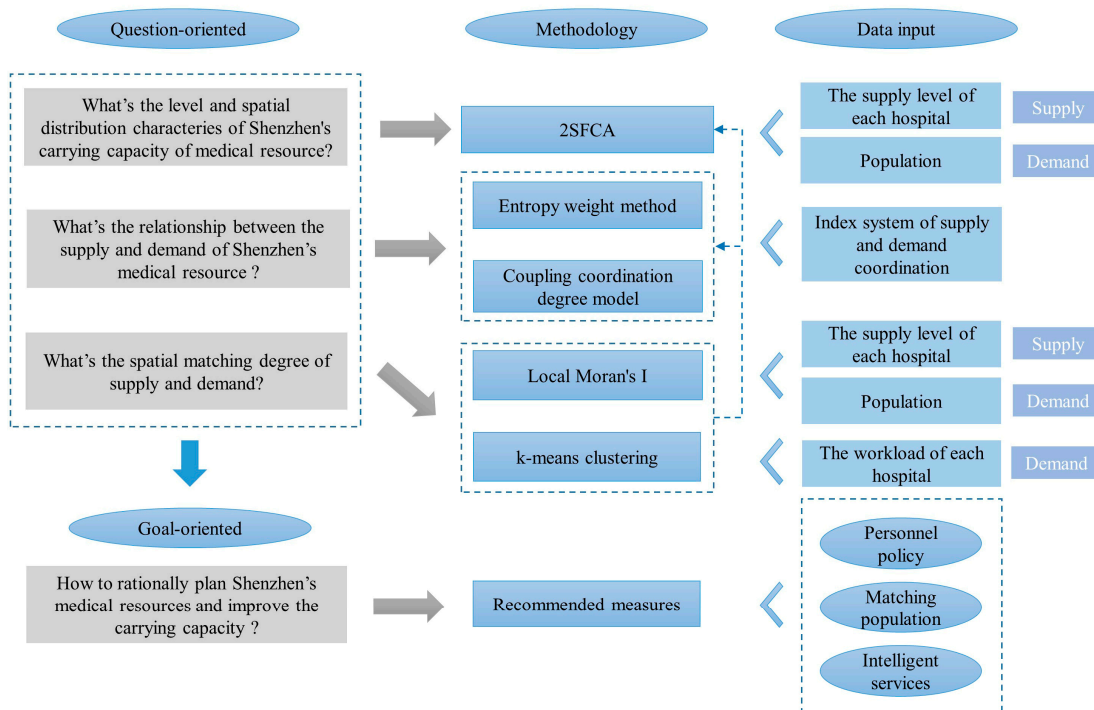 Question-oriented
Methodology
Data input
What's the level and spatial
distribution characteries of Shenzhen's
carrying capacity of medical resource?
2SFCA
The supply level of
each hospital
Supply
Population
Demand
What's the relationship between the
supply and demand of Shenzhen's
medical resource ?
Entropy weight method
Coupling coordination
degree model
Index system of supply
and demand
coordination
What's the spatial matching degree of
supply and demand?
Local Moran's I
k-means clustering
The supply level of
each hospital
Supply
Population
Demand
The workload of each
hospital
Demand
Goal-oriented
How to rationally plan Shenzhen's
medical resources and improve the
carrying capacity ?
Recommended measures
Personnel
policy
Matching
population
Intelligent
services